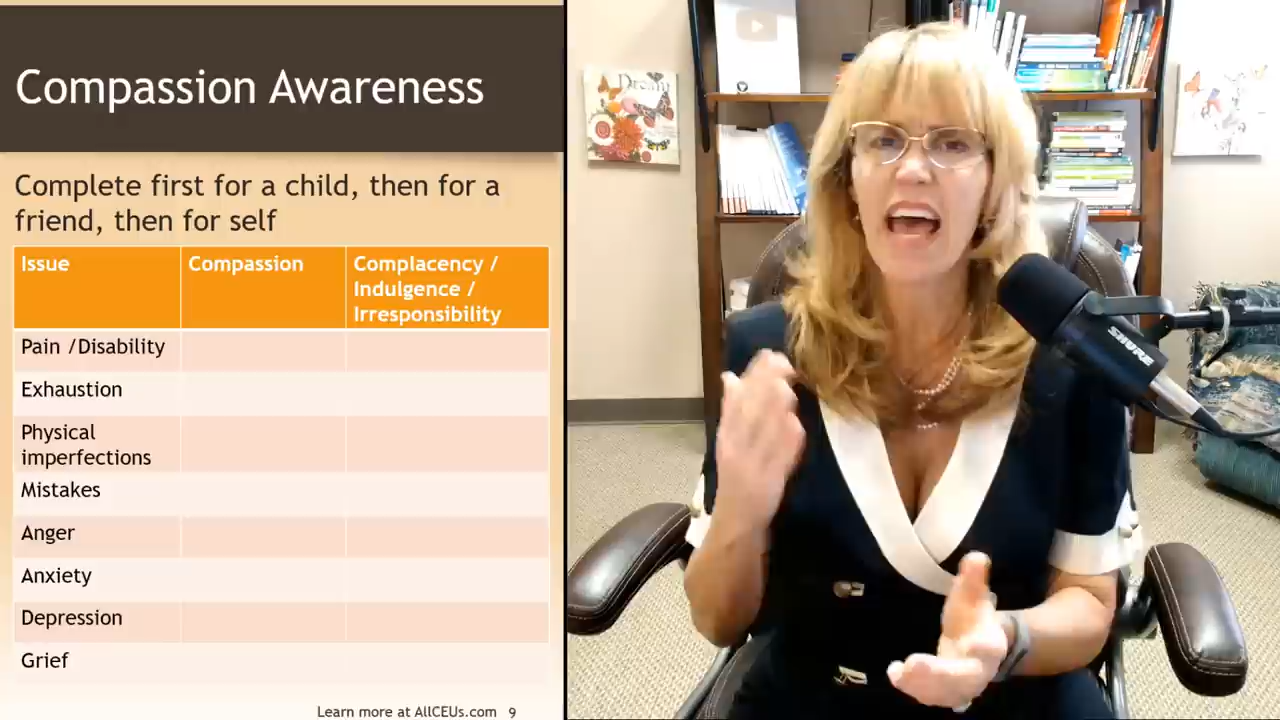 Compassion Awareness
Complete first for a child, then for a
friend, then for self
Issue Compassion Complacency /
Indulgence /
Irresponsibility
Pain /Disability
Exhaustion
Physical
imperfections
Mistakes
Anger
Anxiety
Depression
Grief
Learn more at AllCEUs.com 9
Dream
SHURE